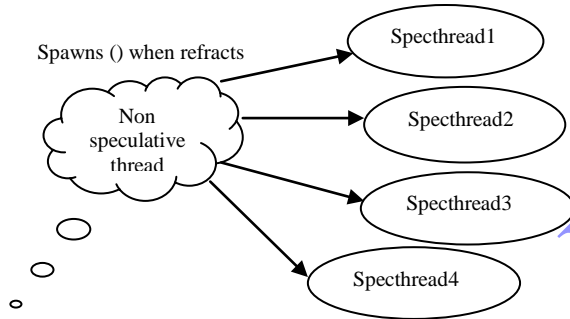 Spawns () when refracts
Non
speculative
thread
Specthread1
Specthread2
Specthread3
Specthread4